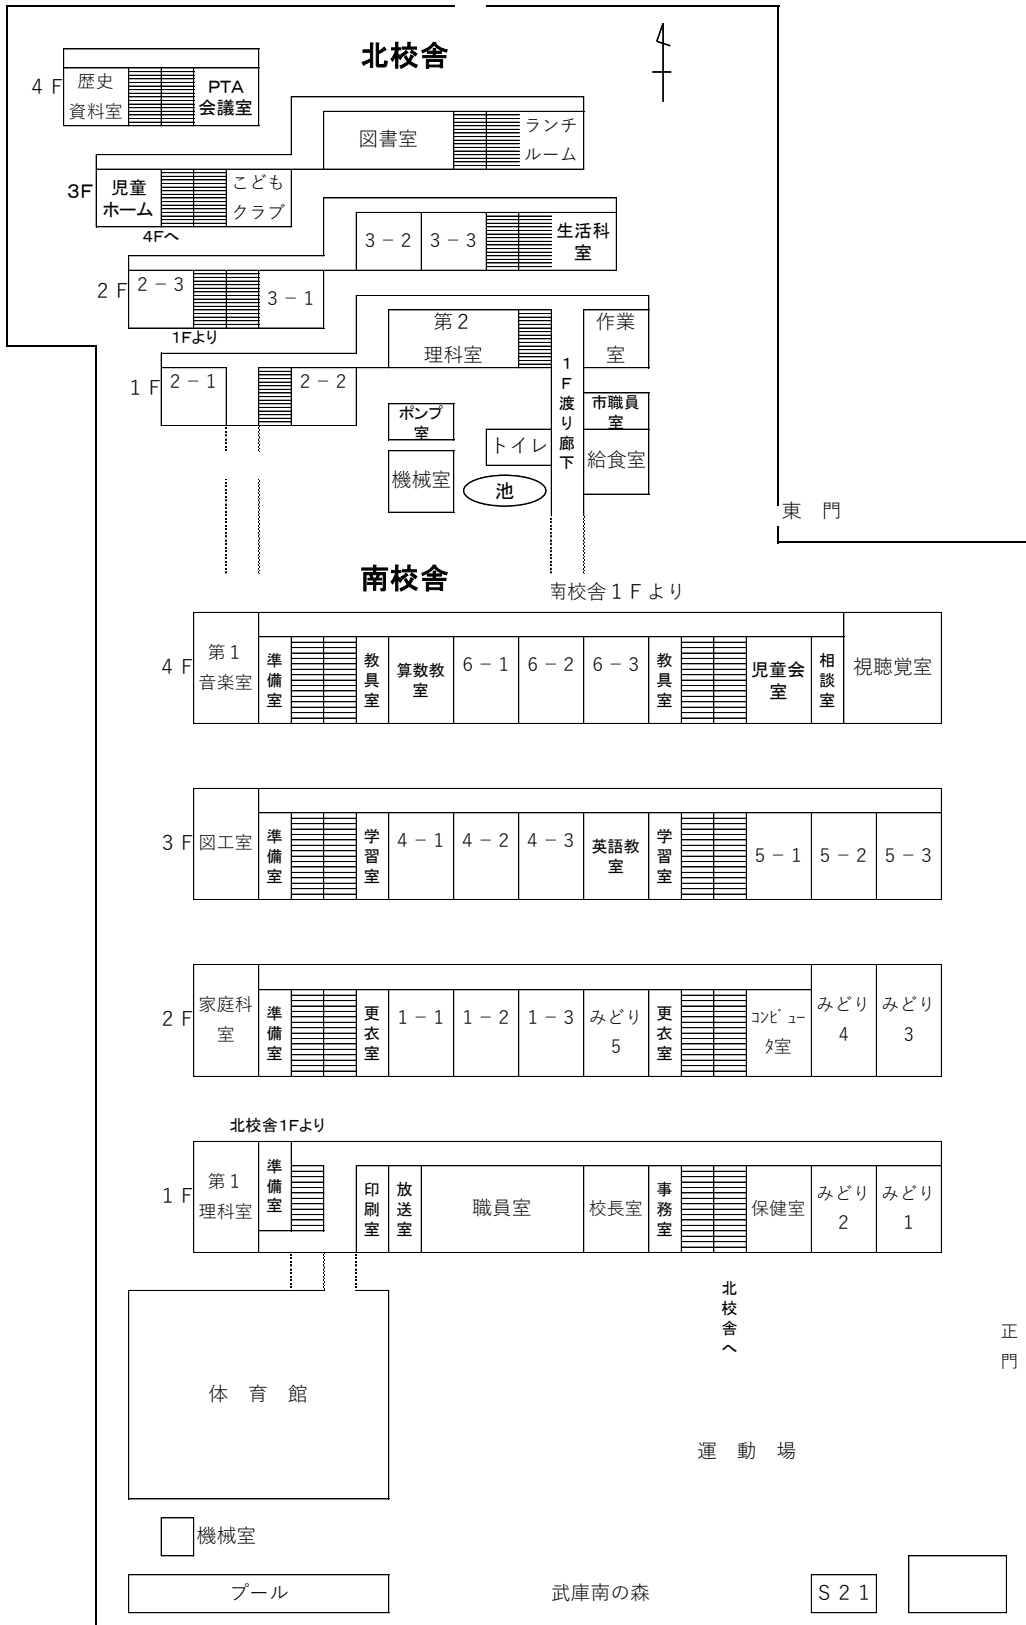 北校舎
4F
歴史
資料室
PTA
会議室
図書室
ランチ
ルーム
3F
児童
ホーム
こども
クラブ
4Fへ
3-2
3-3
生活科
室
2F
2-3
3-1
1Fより
第2
理科室
作業
室
1F渡り廊下
1F
2-1
2-2
ポンプ
室
市職員
室
トイレ
給食室
機械室
池
東門
南校舎
南校舎1Fより
4F
第1
音楽室
準備室
教具室
算数教
室
6-1
6-2
6-3
教具室
児童会
室
相談室
視聴覚室
3F
図工室
準備室
学習室
4-1
4-2
4-3
英語教
室
学習室
5-1
5-2
5-3
2F
家庭科
室
準備室
更衣室
1-1
1-2
1-3
みどり
5
更衣室
コンピュー
タ室
みどり
4
みどり
3
北校舎1Fより
1F
第1
理科室
準備室
印刷室
放送室
職員室
校長室
事務室
保健室
みどり
2
みどり
1
北校舎へ
正門
体育館
運動場
機械室
プール
武庫南の森
S21